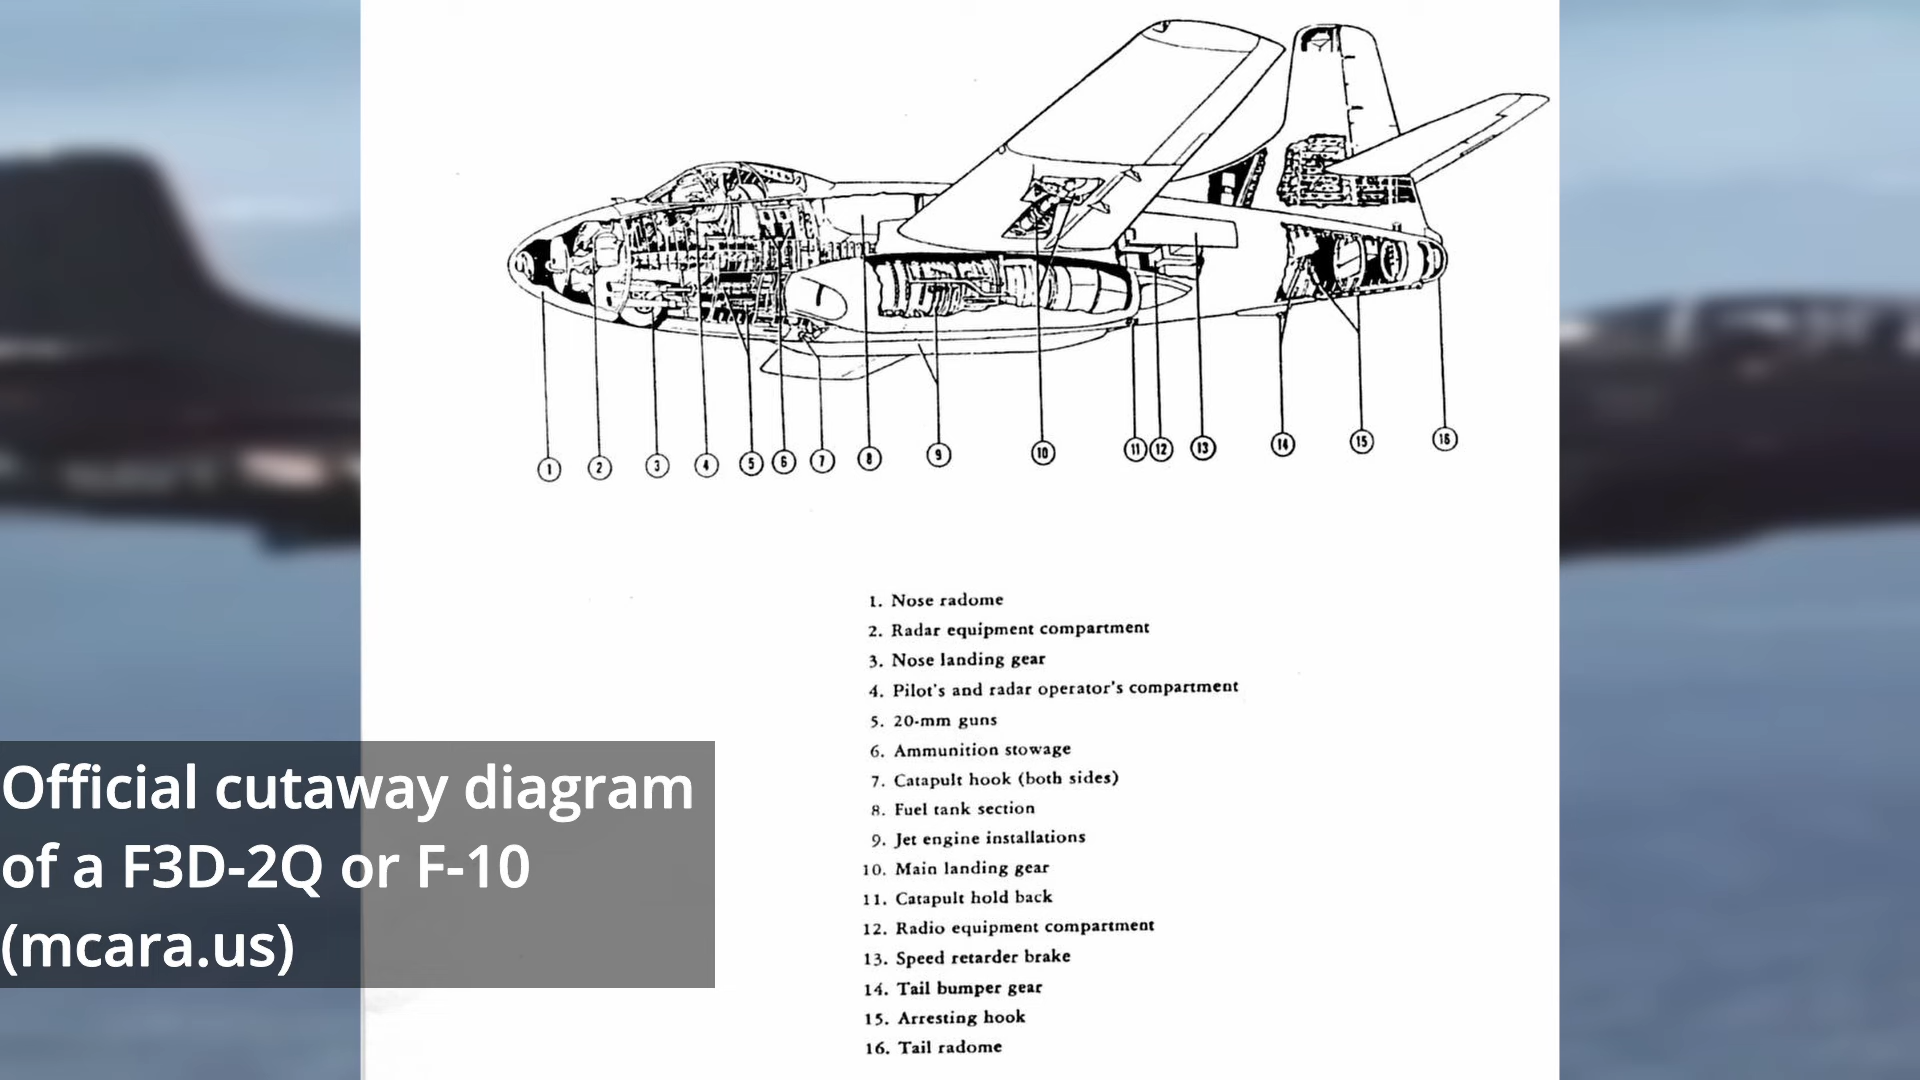 1 2 3 4 5 6 7 8 9 10 11 12 13 14 15 16
1. Nose radome
2. Radar equipment compartment
3. Nose landing gear
4. Pilot's and radar operator's compartment
5. 20-mm guns
6. Ammunition stowage
7. Catapult hook (both sides)
8. Fuel tank section
9. Jet engine installations
10. Main landing gear
11. Catapult hold back
12. Radio equipment compartment
13. Speed retarder brake
14. Tail bumper gear
15. Arresting hook
16. Tail radome
Official cutaway diagram
of a F3D-2Q or F-10
(mcara.us)